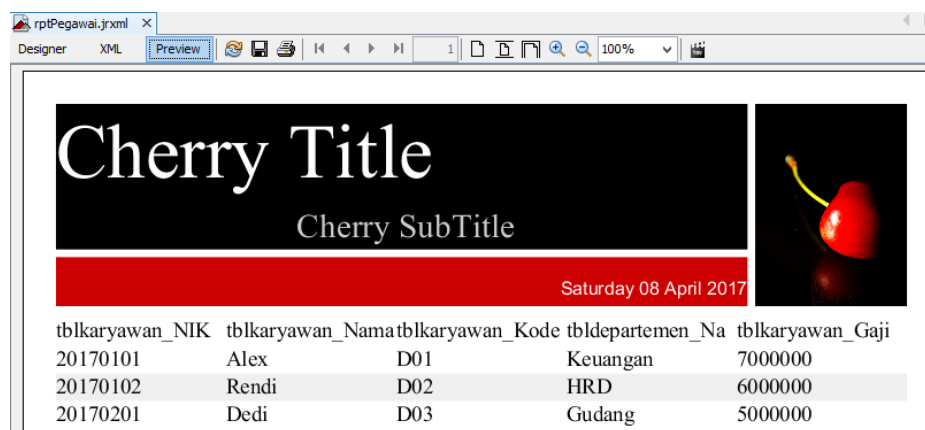 rptPegawai.jrxml
Designer XML Preview 1 100%
Cherry Title
Cherry SubTitle
Saturday 08 April 2017
tblkaryawan_NIK tblkaryawan_Nama tblkaryawan_Kode tbldepartemen_Na tblkaryawan_Gaji
20170101 Alex D01 Keuangan 7000000
20170102 Rendi D02 HRD 6000000
20170201 Dedi D03 Gudang 5000000